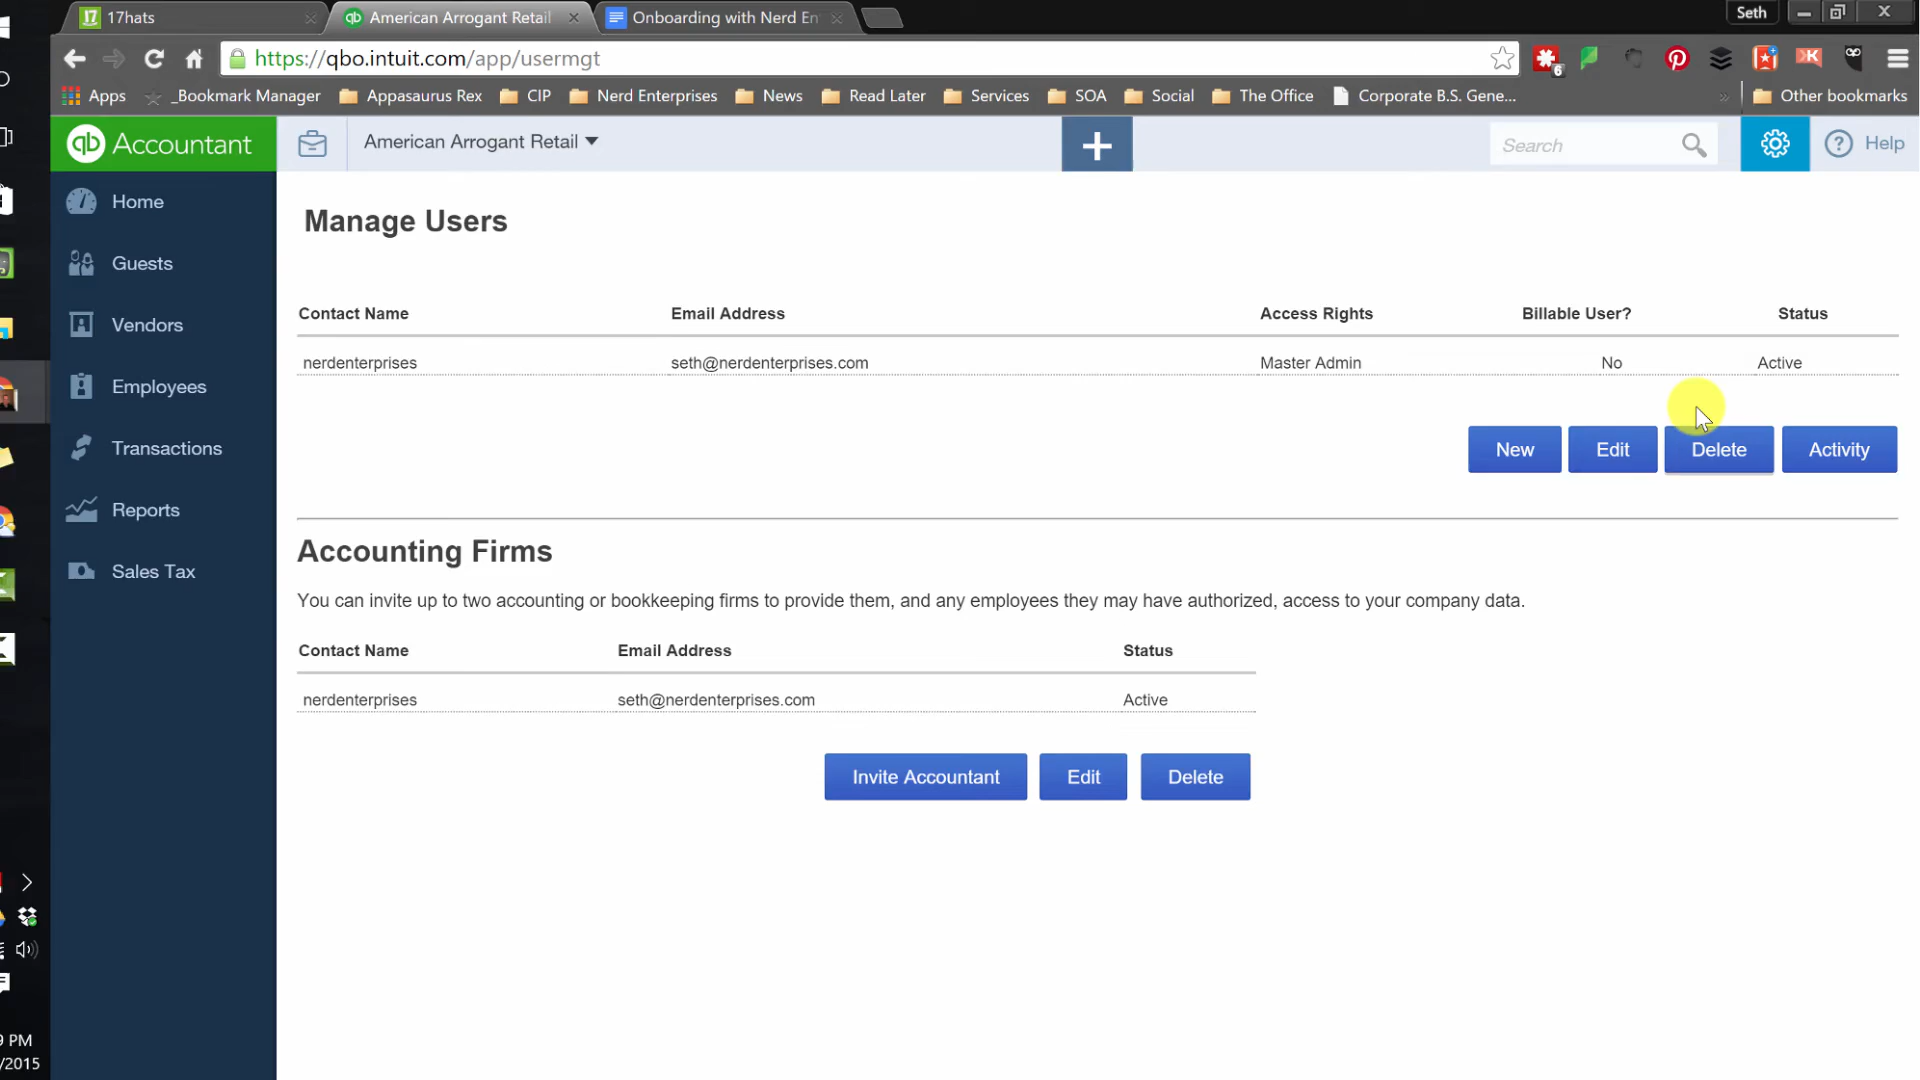 17hats
American Arrogant Retail
Onboarding with Nerd En
Seth
https://qbo.intuit.com/app/usermgt
6
Apps
_Bookmark Manager
Appasaurus Rex
CIP
Nerd Enterprises
News
Read Later
Services
SOA
Social
The Office
Corporate B.S. Gene...
Other bookmarks
qb Accountant
American Arrogant Retail
Search
Help
Home
Guests
Vendors
Employees
Transactions
Reports
Sales Tax
Manage Users
Contact Name Email Address Access Rights Billable User? Status
nerdenterprises seth@nerdenterprises.com Master Admin No Active
New Edit Delete Activity
Accounting Firms
You can invite up to two accounting or bookkeeping firms to provide them, and any employees they may have authorized, access to your company data.
Contact Name Email Address Status
nerdenterprises seth@nerdenterprises.com Active
Invite Accountant Edit Delete
9 PM
/2015